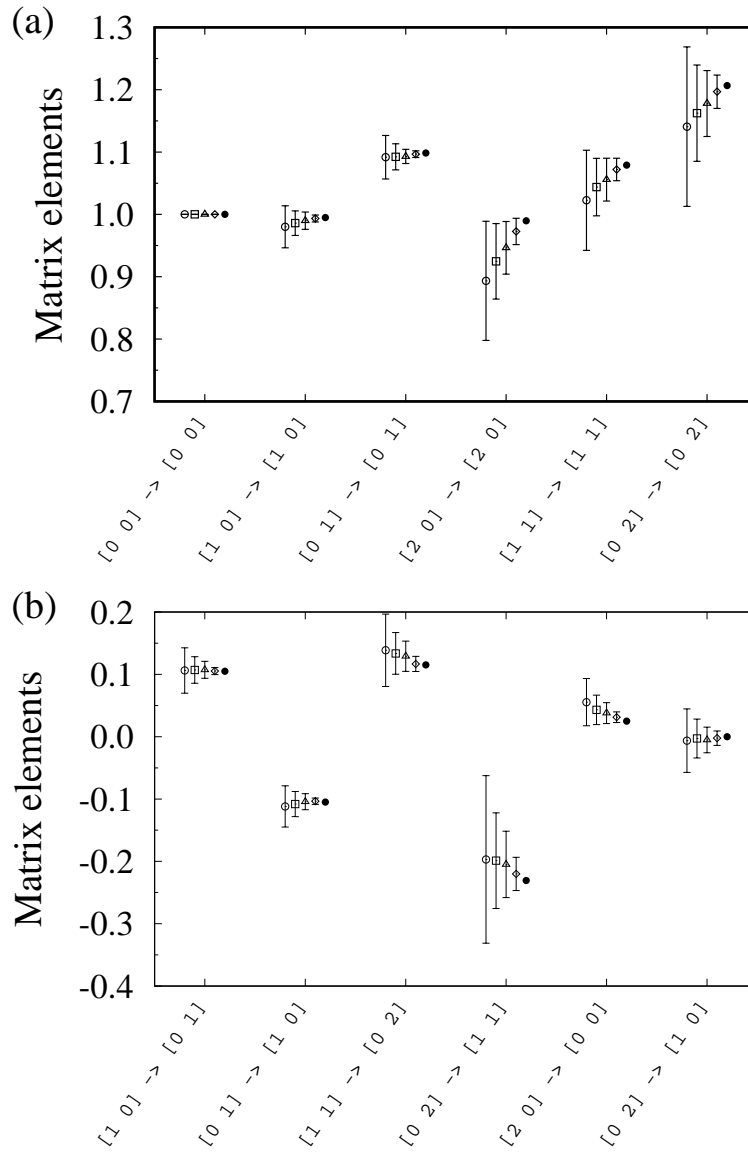 (a)
Matrix elements
1.3
1.2
1.1
1.0
0.9
0.8
0.7
[0 0] -> [0 0]
[1 0] -> [1 0]
[0 1] -> [0 1]
[2 0] -> [2 0]
[1 1] -> [1 1]
[0 2] -> [0 2]
(b)
Matrix elements
0.2
0.1
0.0
-0.1
-0.2
-0.3
-0.4
[1 0] -> [0 1]
[0 1] -> [1 0]
[1 1] -> [0 2]
[0 2] -> [1 1]
[2 0] -> [0 0]
[0 2] -> [1 0]